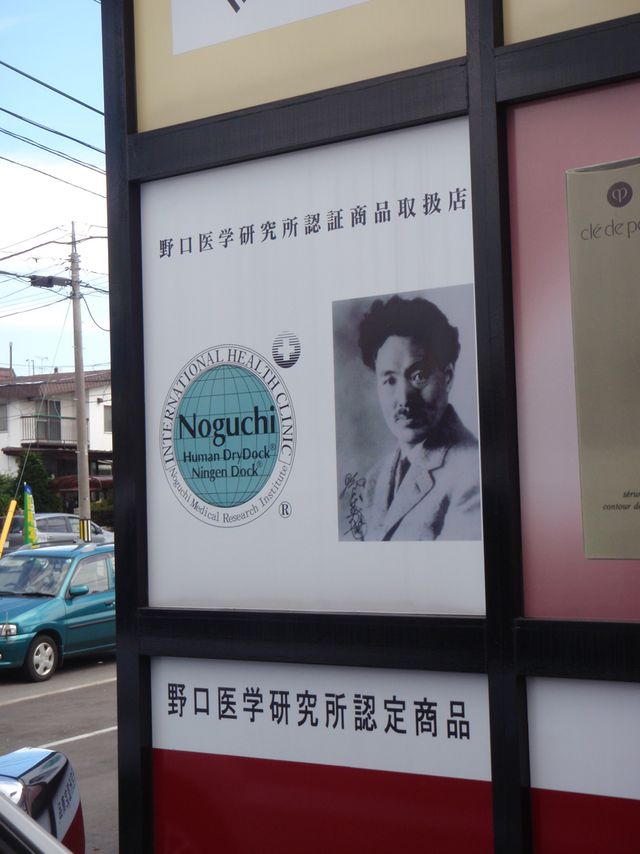 野口医学研究所認証商品取扱店
INTERNATIONAL HEALTH CLINIC
Noguchi
Human DryDock®
Ningen Dock®
Noguchi Medical Research Institute
®
clé de p
séru
contour d
野口医学研究所認定商品